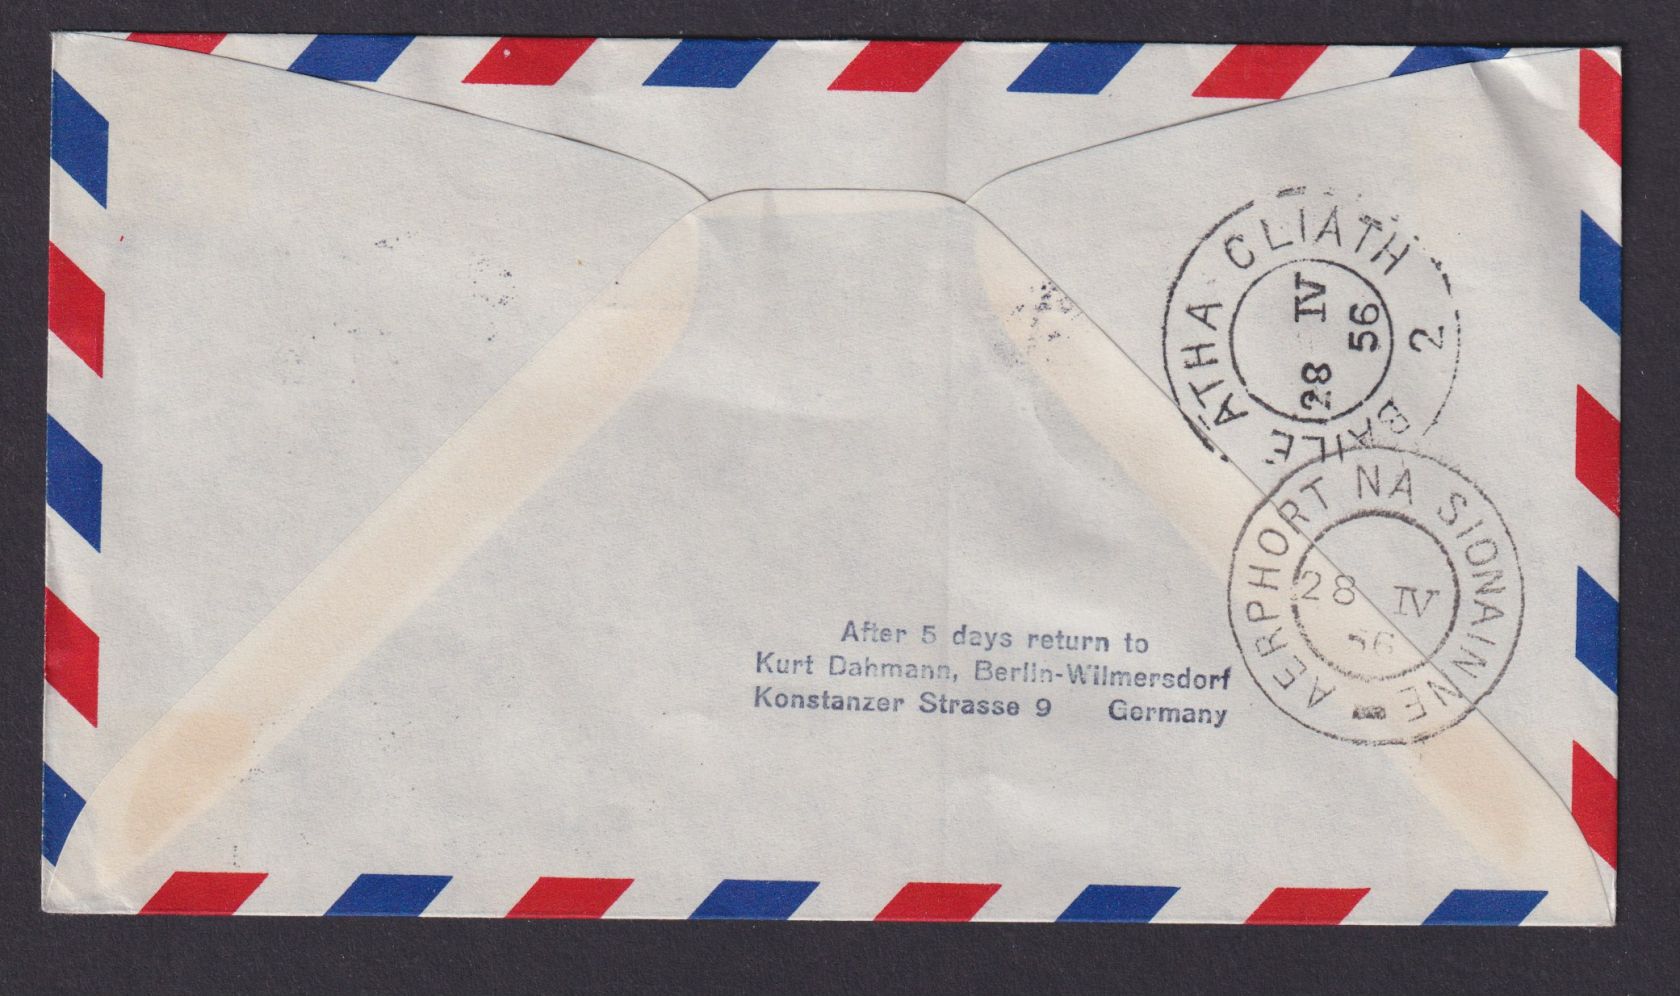 BAILE ÁTHA CLIATH 2
28 IV
56
AERPHORT NA SIONAINNE
28 IV
56
After 5 days return to
Kurt Dahmann, Berlin-Wilmersdorf
Konstanzer Strasse 9 Germany